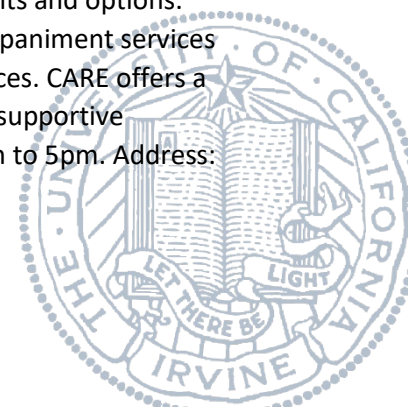 nts and options.
paniment services
ces. CARE offers a
supportive
n to 5pm. Address:
THE · UNIVERSITY · OF · CALIFORNIA
LET THERE BE LIGHT
IRVINE